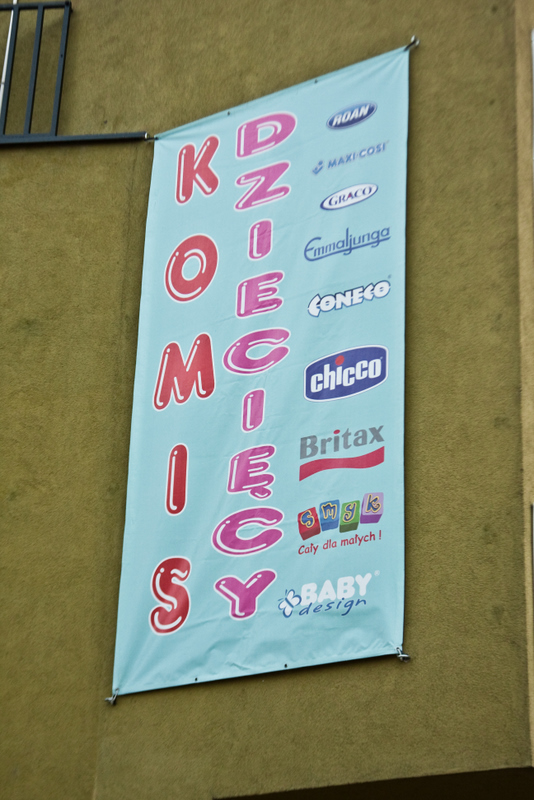 KOMIS
DZIECIĘCY
ROAN
MAXI-COSI
GRACO
Emmaljunga
CONECO
chicco
Britax
smyk
Cały dla małych!
BABY
design